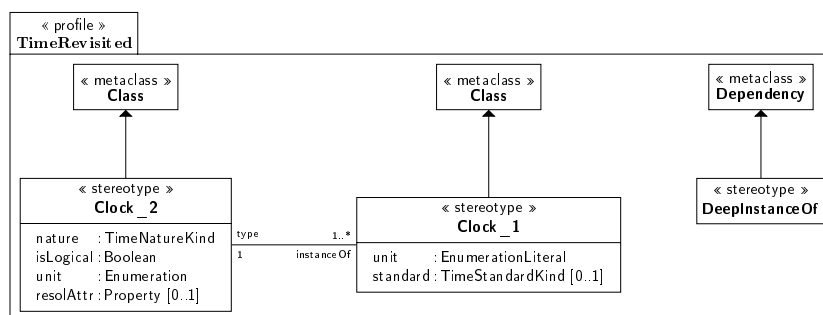 « profile »
TimeRevisited
« metaclass »
Class
« metaclass »
Class
« metaclass »
Dependency
« stereotype »
Clock_2
nature : TimeNatureKind
isLogical : Boolean
unit : Enumeration
resolAttr : Property [0..1]
type
1
1..*
instanceOf
« stereotype »
Clock_1
unit : EnumerationLiteral
standard : TimeStandardKind [0..1]
« stereotype »
DeepInstanceOf